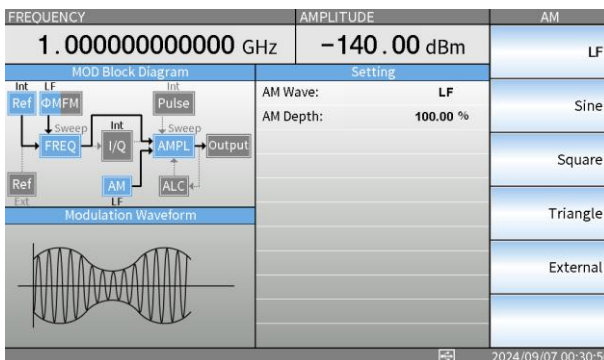 FREQUENCY AMPLITUDE AM
1.000000000000 GHz -140.00 dBm
LF
MOD Block Diagram
Setting
Int LF Int
Ref ΦM FM Pulse
Sweep Int Sweep
FREQ I/Q AMPL Output
Ref AM ALC
Ext LF
AM Wave: LF
AM Depth: 100.00 %
Sine
Square
Triangle
External
Modulation Waveform
2024/09/07 00:30:5